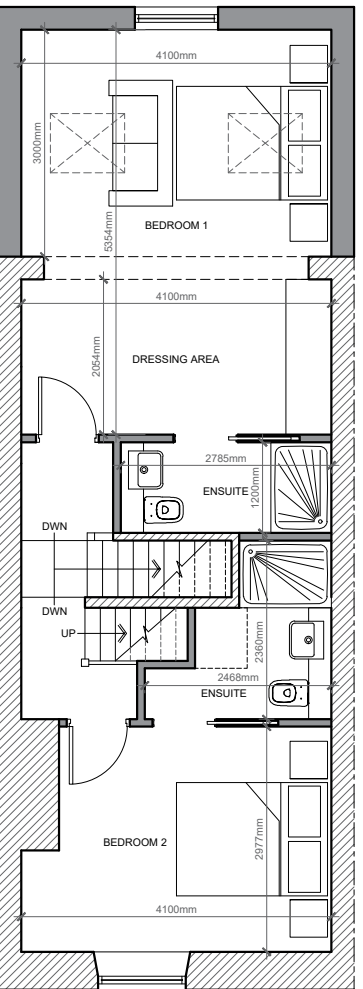 4100mm
3000mm
5354mm
BEDROOM 1
4100mm
2054mm
DRESSING AREA
2785mm
ENSUITE
1200mm
DWN
DWN
UP
2360mm
ENSUITE
2468mm
BEDROOM 2
2977mm
4100mm